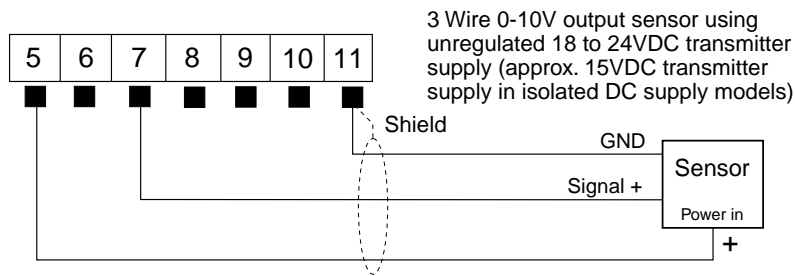 3 Wire 0-10V output sensor using
unregulated 18 to 24VDC transmitter
supply (approx. 15VDC transmitter
supply in isolated DC supply models)
5 6 7 8 9 10 11
Shield
GND
Sensor
Signal +
Power in
+